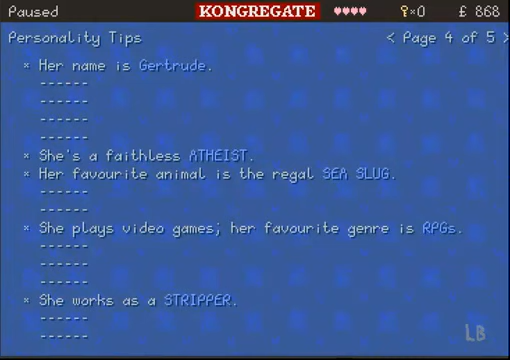 Paused KONGREGATE ×0 £ 868
Personality Tips < Page 4 of 5 >
* Her name is Gertrude.
------
------
------
------
* She's a faithless ATHEIST.
* Her favourite animal is the regal SEA SLUG.
------
------
* She plays video games; her favourite genre is RPGs.
------
------
------
* She works as a STRIPPER.
------
------
LB